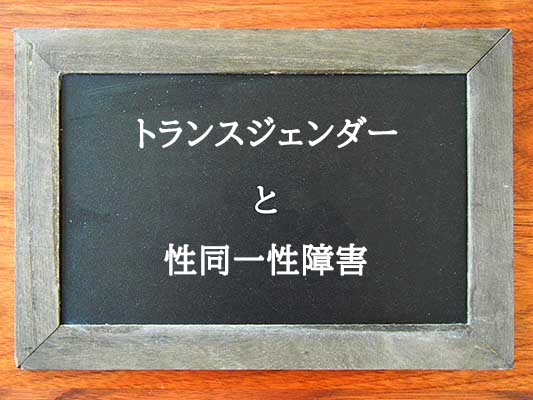 トランスジェンダー
と
性同一性障害